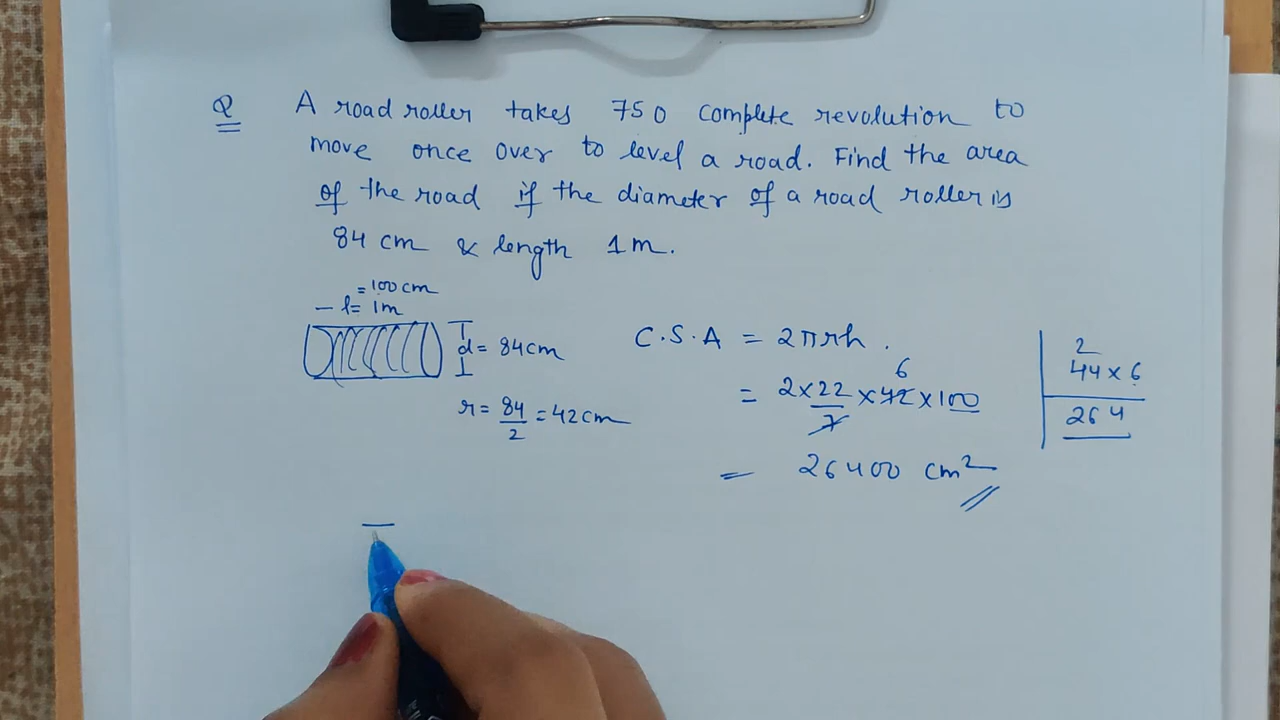 Q A road roller takes 750 complete revolution to
move once over to level a road. Find the area
of the road if the diameter of a road roller is
84 cm & length 1m.
= 100 cm
l = 1m
d = 84cm
r = 84/2 = 42cm
C.S.A = 2πrh.
= 2×22/7 × 42 × 100
6
= 26400 cm²
2
44 × 6
264